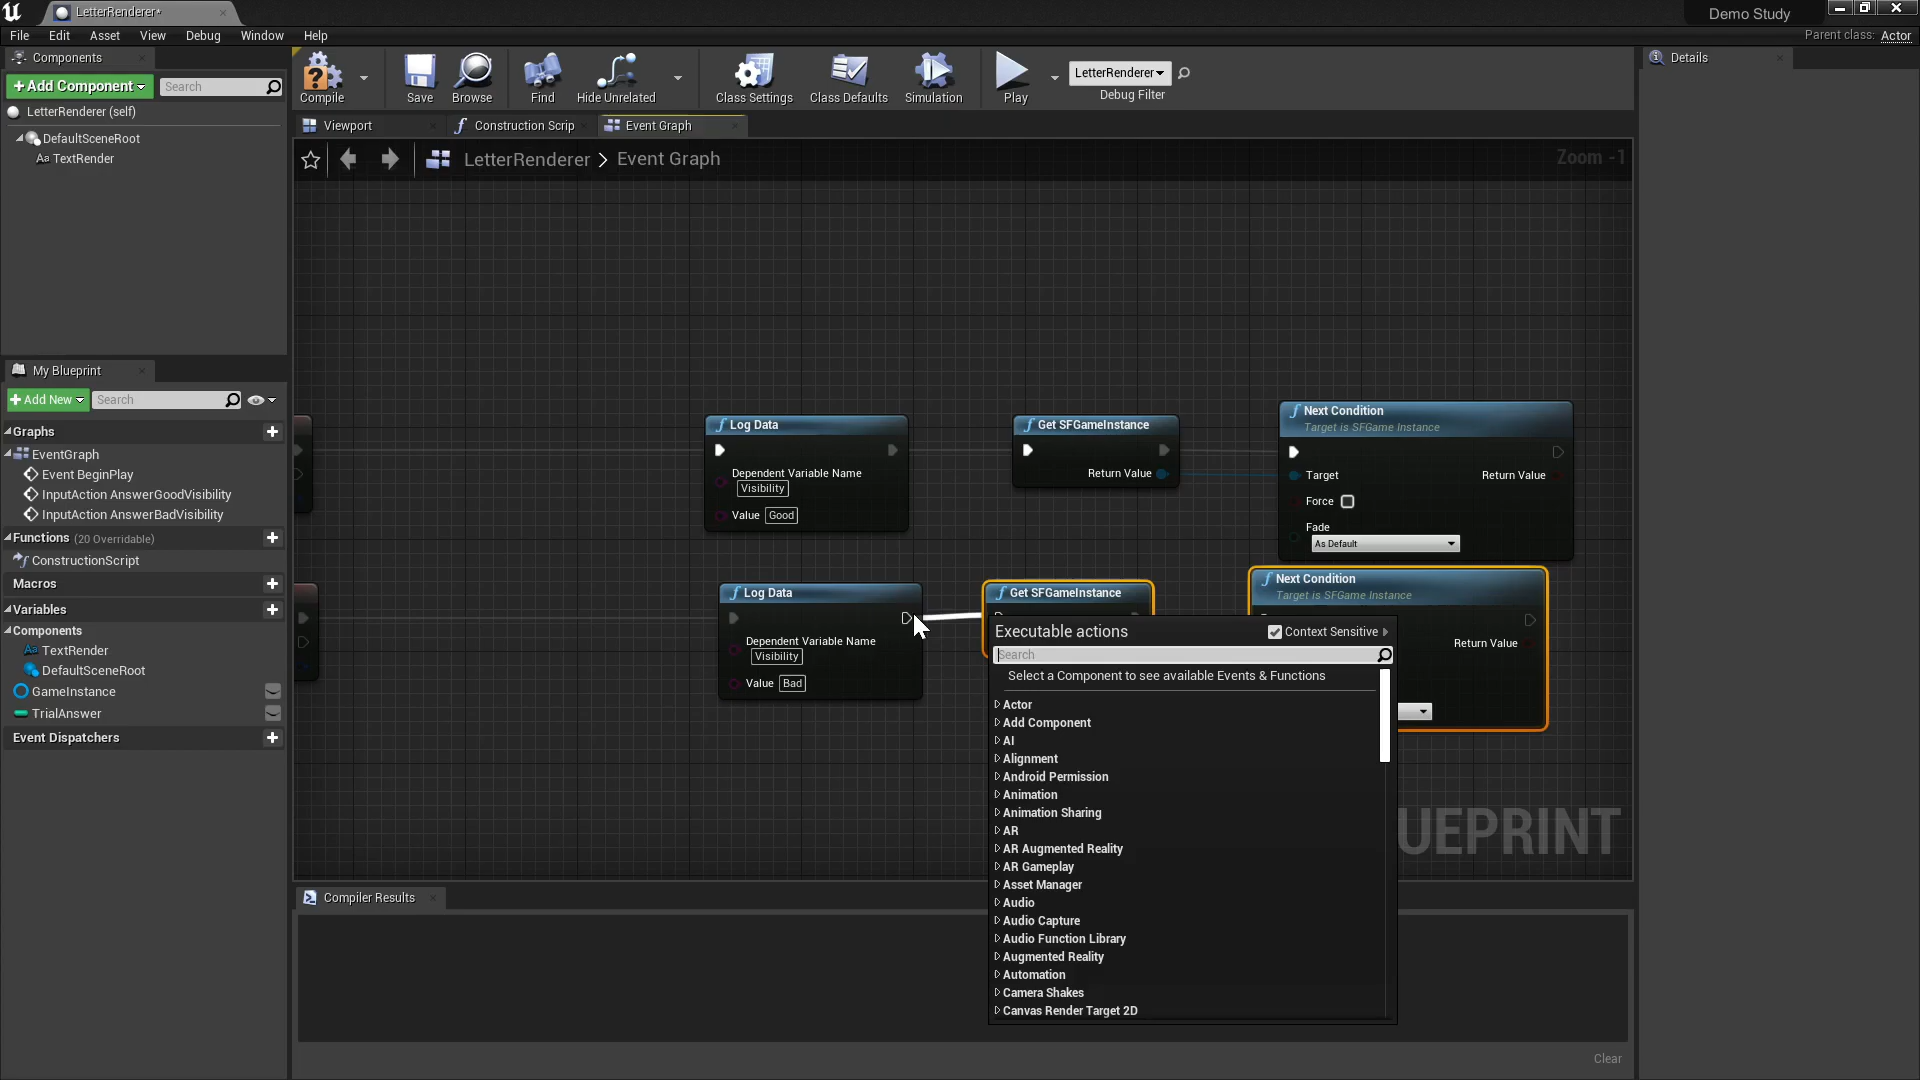 LetterRenderer*
Demo Study
File Edit Asset View Debug Window Help
Parent class: Actor
Components
+Add Component
Search
LetterRenderer (self)
DefaultSceneRoot
TextRender
Compile
Save
Browse
Find
Hide Unrelated
Class Settings
Class Defaults
Simulation
Play
LetterRenderer
Debug Filter
Details
Viewport
Construction Scrip
Event Graph
LetterRenderer > Event Graph
Zoom -1
My Blueprint
+Add New
Search
Graphs
EventGraph
Event BeginPlay
InputAction AnswerGoodVisibility
InputAction AnswerBadVisibility
Functions (20 Overridable)
ConstructionScript
Macros
Variables
Components
TextRender
DefaultSceneRoot
GameInstance
TrialAnswer
Event Dispatchers
Log Data
Dependent Variable Name
Visibility
Value Good
Get SFGameInstance
Return Value
Next Condition
Target is SFGame Instance
Target
Return Value
Force
Fade
As Default
Log Data
Dependent Variable Name
Visibility
Value Bad
Get SFGameInstance
Next Condition
Target is SFGame Instance
Return Value
Executable actions
Context Sensitive
Search
Select a Component to see available Events & Functions
Actor
Add Component
AI
Alignment
Android Permission
Animation
Animation Sharing
AR
AR Augmented Reality
AR Gameplay
Asset Manager
Audio
Audio Capture
Audio Function Library
Augmented Reality
Automation
Camera Shakes
Canvas Render Target 2D
UEPRINT
Compiler Results
Clear